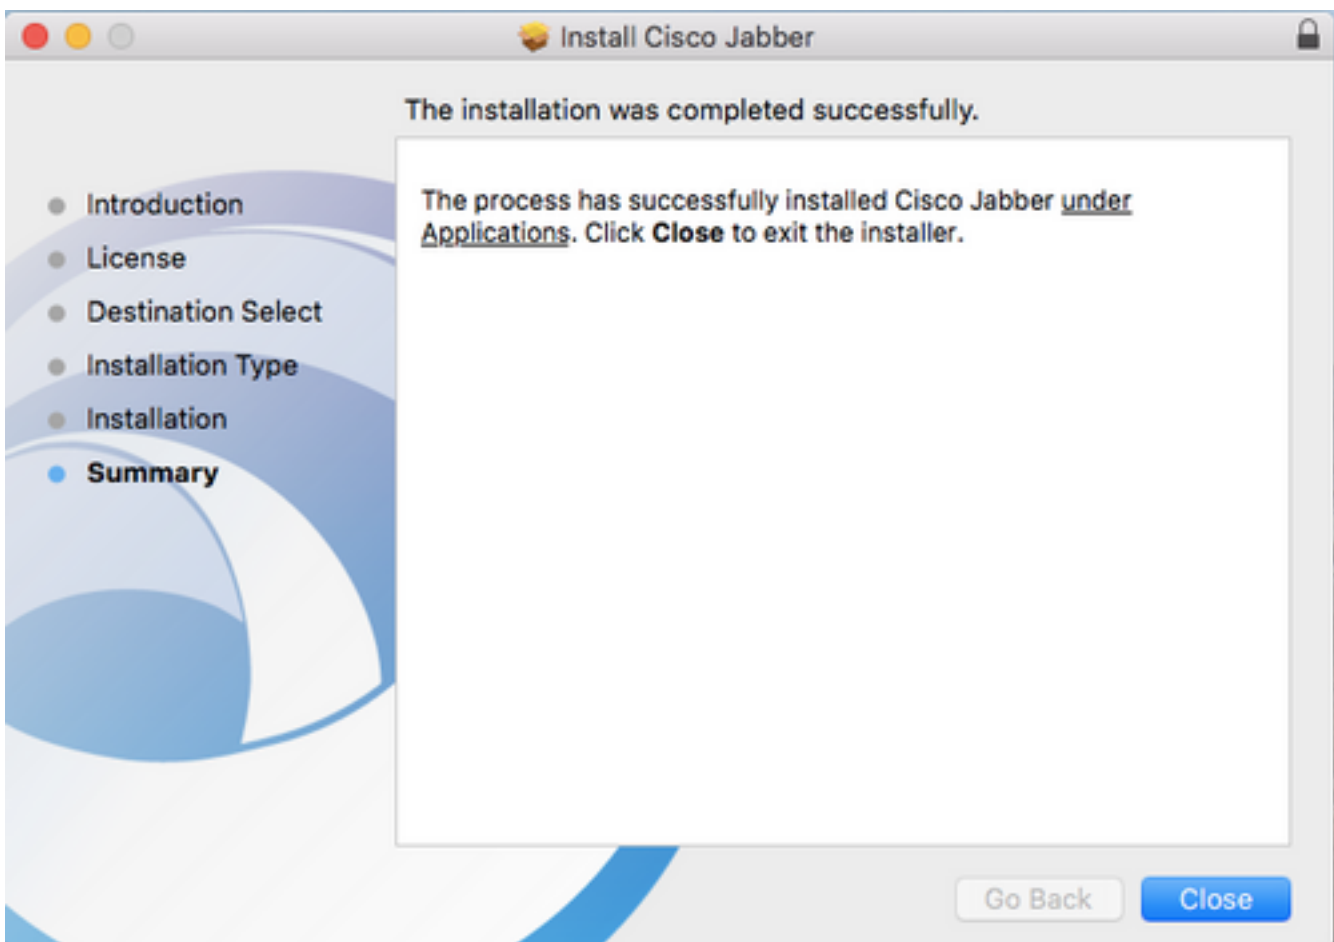 Install Cisco Jabber
The installation was completed successfully.
Introduction
License
Destination Select
Installation Type
Installation
Summary
The process has successfully installed Cisco Jabber under
Applications. Click Close to exit the installer.
Go Back
Close